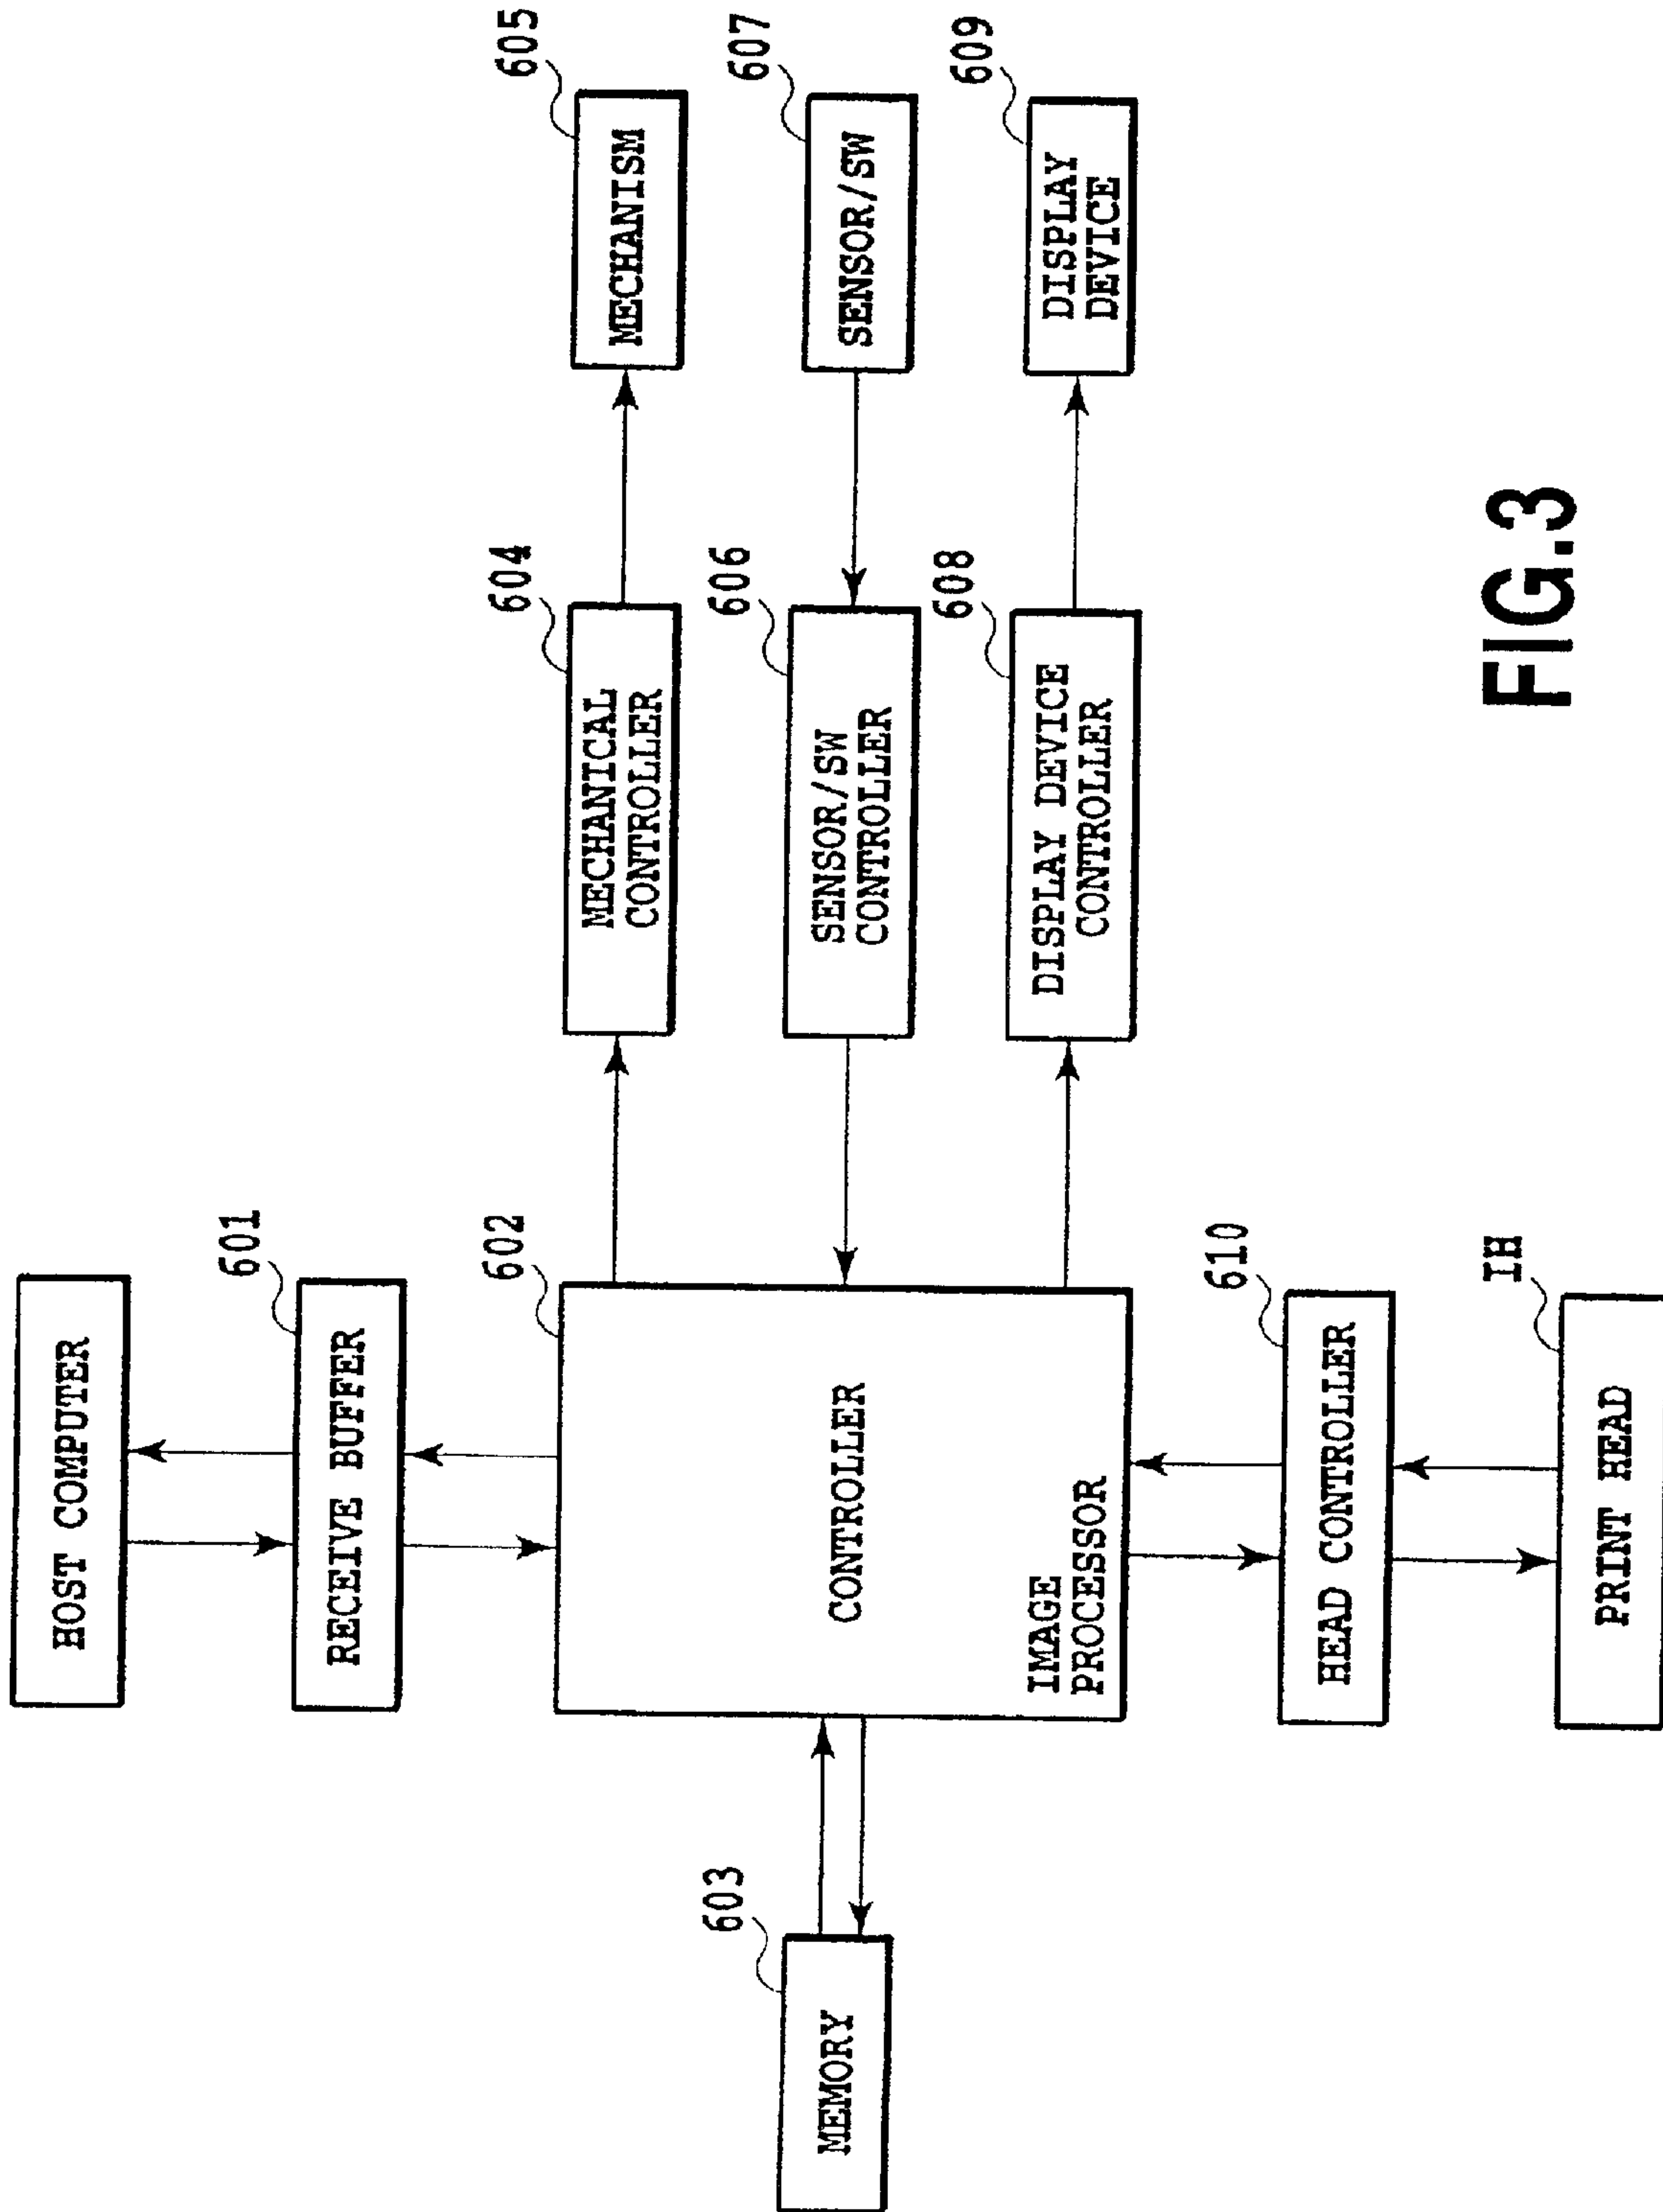 HOST COMPUTER
601
RECEIVE BUFFER
602
CONTROLLER
IMAGE
PROCESSOR
603
MEMORY
604
MECHANICAL
CONTROLLER
605
MECHANISM
606
SENSOR/SW
CONTROLLER
607
SENSOR/SW
608
DISPLAY DEVICE
CONTROLLER
609
DISPLAY
DEVICE
610
HEAD CONTROLLER
IH
PRINT HEAD
FIG.3